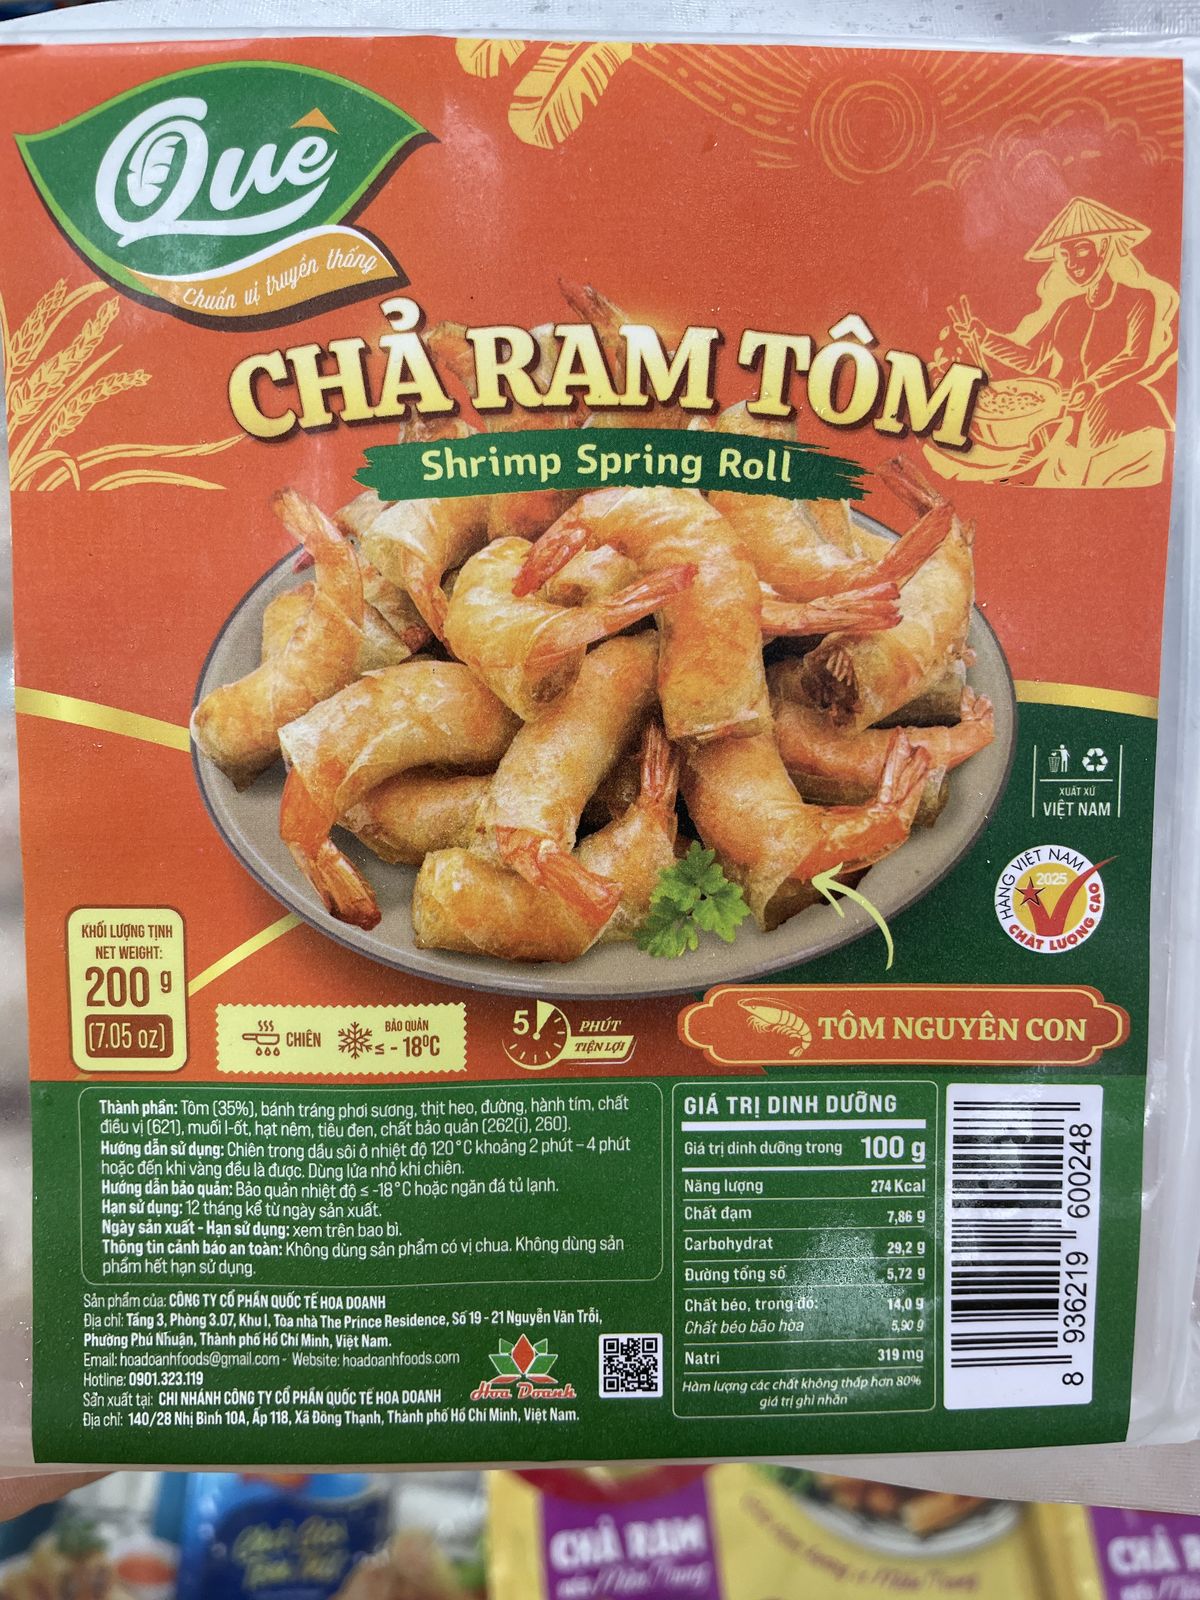 Quê
Chuẩn vị truyền thống
CHẢ RAM TÔM
Shrimp Spring Roll
XUẤT XỨ
VIỆT NAM
HÀNG VIỆT NAM
2025
CHẤT LƯỢNG CAO
KHỐI LƯỢNG TỊNH
NET WEIGHT:
200 g
(7.05 oz)
CHIÊN
BẢO QUẢN
≤ - 18⁰C
5 PHÚT
TIỆN LỢI
TÔM NGUYÊN CON
Thành phần: Tôm (35%), bánh tráng phơi sương, thịt heo, đường, hành tím, chất
điều vị (621), muối I-ốt, hạt nêm, tiêu đen, chất bảo quản (262(i), 260).
Hướng dẫn sử dụng: Chiên trong dầu sôi ở nhiệt độ 120°C khoảng 2 phút – 4 phút
hoặc đến khi vàng đều là được. Dùng lửa nhỏ khi chiên.
Hướng dẫn bảo quản: Bảo quản nhiệt độ ≤ -18°C hoặc ngăn đá tủ lạnh.
Hạn sử dụng: 12 tháng kể từ ngày sản xuất.
Ngày sản xuất - Hạn sử dụng: xem trên bao bì.
Thông tin cảnh báo an toàn: Không dùng sản phẩm có vị chua. Không dùng sản
phẩm hết hạn sử dụng.
Sản phẩm của: CÔNG TY CỔ PHẦN QUỐC TẾ HOA DOANH
Địa chỉ: Tầng 3, Phòng 3.07, Khu I, Tòa nhà The Prince Residence, Số 19 - 21 Nguyễn Văn Trỗi,
Phường Phú Nhuận, Thành phố Hồ Chí Minh, Việt Nam.
Email: hoadoanhfoods@gmail.com - Website: hoadoanhfoods.com
Hotline: 0901.323.119
Sản xuất tại: CHI NHÁNH CÔNG TY CỔ PHẦN QUỐC TẾ HOA DOANH
Địa chỉ: 140/28 Nhị Bình 10A, Ấp 118, Xã Đông Thạnh, Thành phố Hồ Chí Minh, Việt Nam.
Hoa Doanh
GIÁ TRỊ DINH DƯỠNG
Giá trị dinh dưỡng trong 100 g
Năng lượng 274 Kcal
Chất đạm 7,86 g
Carbohydrat 29,2 g
Đường tổng số 5,72 g
Chất béo, trong đó: 14,0 g
Chất béo bão hòa 5,90 g
Natri 319 mg
Hàm lượng các chất không thấp hơn 80%
giá trị ghi nhãn
8 936219 600248
CHẢ RAM
CHẢ